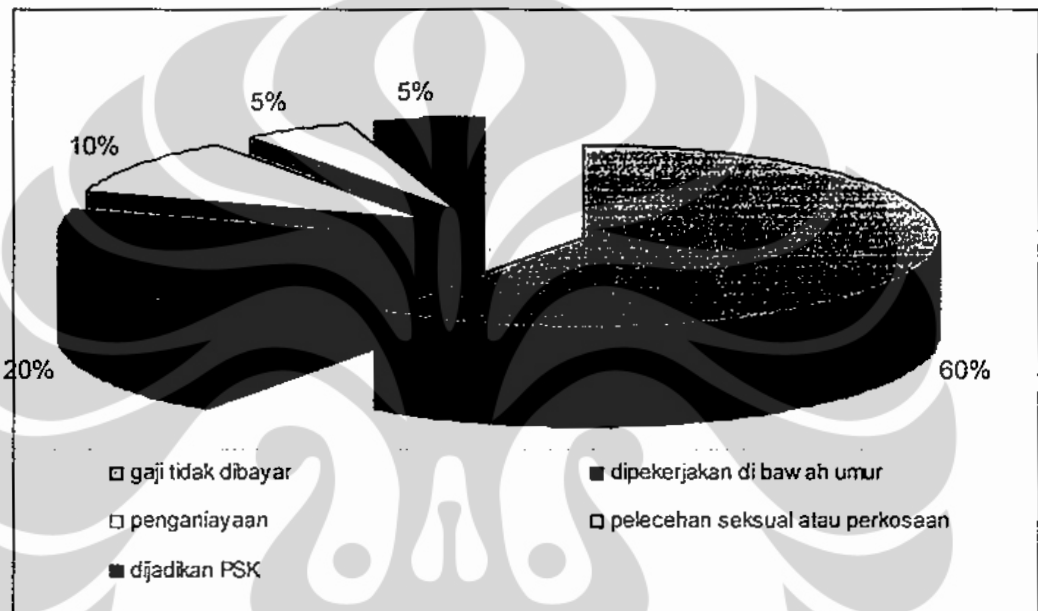 5%
5%
10%
20%
60%
gaji tidak dibayar
dipekerjakan di bawah umur
penganiayaan
pelecehan seksual atau perkosaan
dijadikan PSK